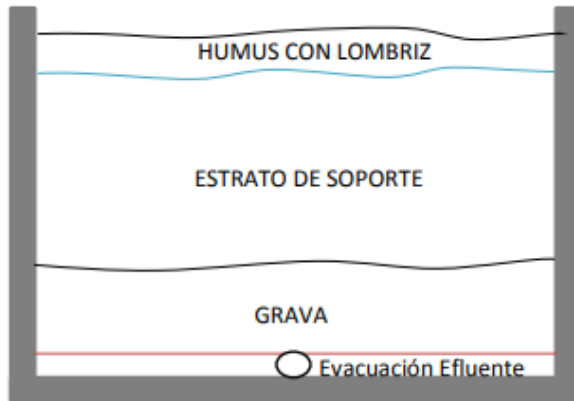 HUMUS CON LOMBRIZ
ESTRATO DE SOPORTE
GRAVA
Evacuación Efluente